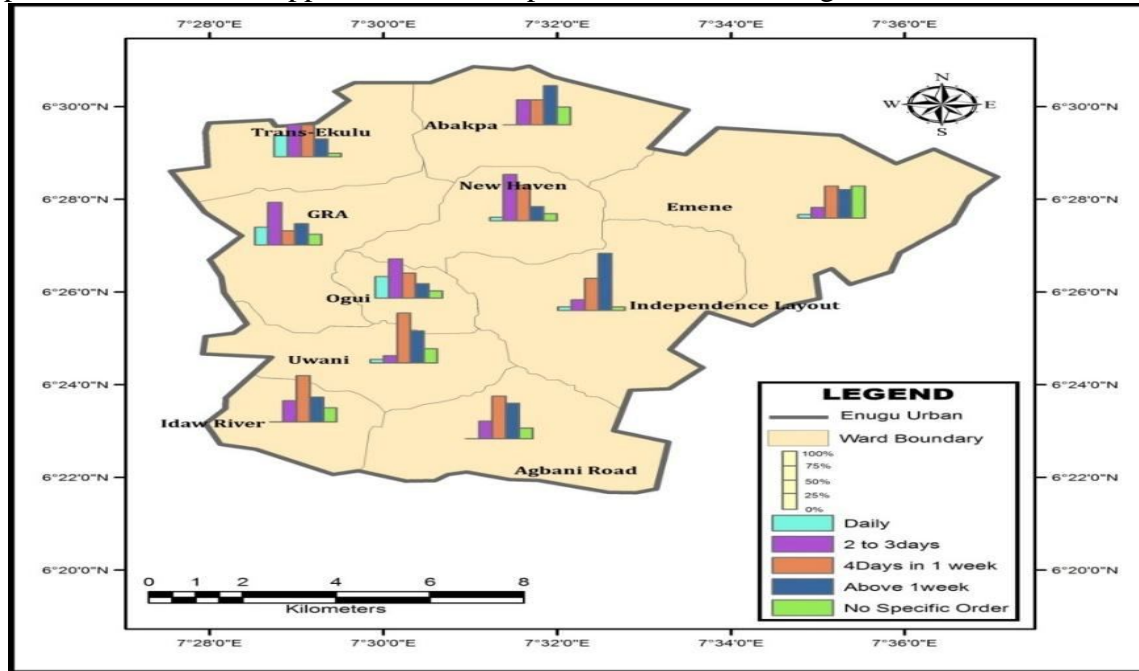 7°28'0"E 7°30'0"E 7°32'0"E 7°34'0"E 7°36'0"E
N
W E
S
6°30'0"N 6°30'0"N
Abakpa
Trans-Ekulu
6°28'0"N 6°28'0"N
New Haven
Emene
GRA
6°26'0"N 6°26'0"N
Ogui
Independence Layout
6°24'0"N 6°24'0"N
Uwani
Idaw River
6°22'0"N 6°22'0"N
Agbani Road
6°20'0"N 6°20'0"N
LEGEND
Enugu Urban
Ward Boundary
100%
75%
50%
25%
0%
Daily
2 to 3days
4Days in 1 week
Above 1week
No Specific Order
0 1 2 4 6 8
Kilometers
7°28'0"E 7°30'0"E 7°32'0"E 7°34'0"E 7°36'0"E